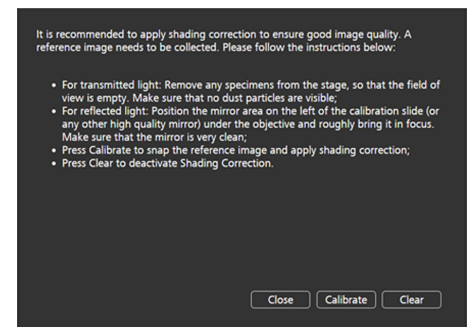 It is recommended to apply shading correction to ensure good image quality. A
reference image needs to be collected. Please follow the instructions below:
• For transmitted light: Remove any specimens from the stage, so that the field of
view is empty. Make sure that no dust particles are visible;
• For reflected light: Position the mirror area on the left of the calibration slide (or
any other high quality mirror) under the objective and roughly bring it in focus.
Make sure that the mirror is very clean;
• Press Calibrate to snap the reference image and apply shading correction;
• Press Clear to deactivate Shading Correction.
Close Calibrate Clear